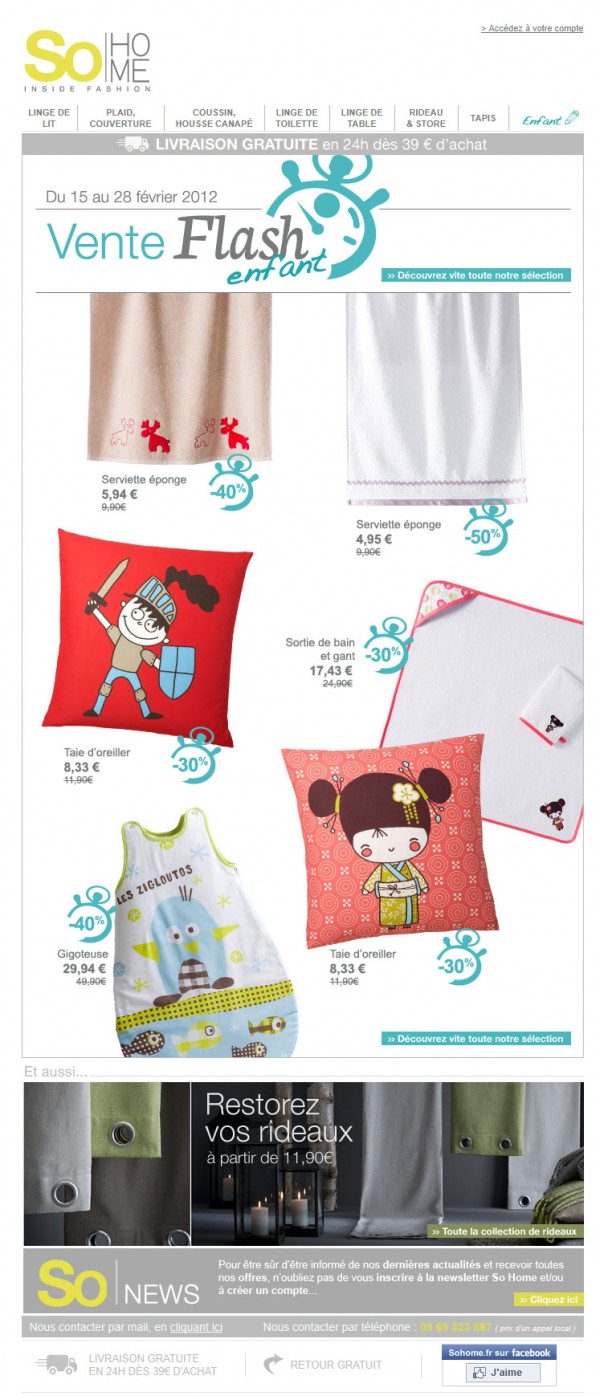 > Accédez à votre compte
So HO
ME
INSIDE FASHION
LINGE DE
LIT
PLAID,
COUVERTURE
COUSSIN,
HOUSSE CANAPÉ
LINGE DE
TOILETTE
LINGE DE
TABLE
RIDEAU
& STORE
TAPIS
Enfant
LIVRAISON GRATUITE en 24h dès 39 € d'achat
Du 15 au 28 février 2012
Vente Flash
enfant
>> Découvrez vite toute notre sélection
Serviette éponge
5,94 €
9,90€
-40%
Serviette éponge
4,95 €
9,90€
-50%
Sortie de bain
et gant
17,43 €
24,90€
-30%
Taie d'oreiller
8,33 €
11,90€
-30%
LES ZIGLOUTOS
-40%
Gigoteuse
29,94 €
49,90€
Taie d'oreiller
8,33 €
11,90€
-30%
>> Découvrez vite toute notre sélection
Et aussi...
Restorez
vos rideaux
à partir de 11,90€
>> Toute la collection de rideaux
So NEWS
Pour être sûr d'être informé de nos dernières actualités et recevoir toutes
nos offres, n'oubliez pas de vous inscrire à la newsletter So Home et/ou
à créer un compte...
>> Cliquez ici
Nous contacter par mail, en cliquant ici
Nous contacter par téléphone : 09 69 323 567 ( prix d'un appel local )
LIVRAISON GRATUITE
EN 24H DÈS 39€ D'ACHAT
RETOUR GRATUIT
Sohome.fr sur facebook
J'aime